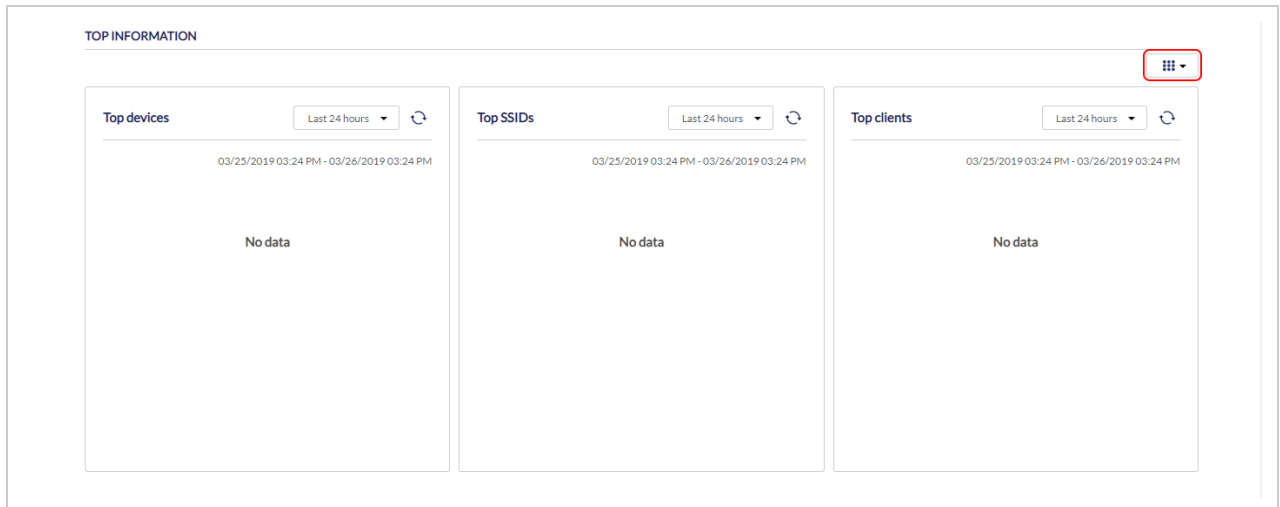 TOP INFORMATION
Top devices
Last 24 hours
03/25/2019 03:24 PM - 03/26/2019 03:24 PM
No data
Top SSIDs
Last 24 hours
03/25/2019 03:24 PM - 03/26/2019 03:24 PM
No data
Top clients
Last 24 hours
03/25/2019 03:24 PM - 03/26/2019 03:24 PM
No data